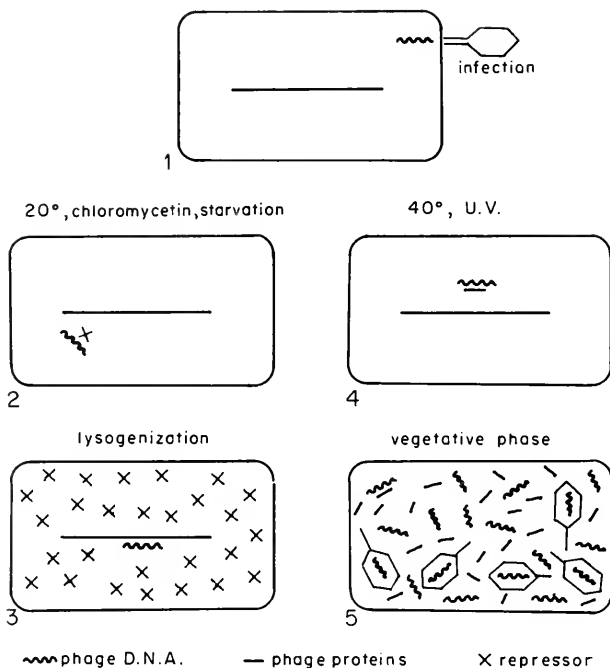 infection
1
20°, chloromycetin, starvation
40°, U.V.
2
4
lysogenization
vegetative phase
3
5
phage D.N.A.
phage proteins
repressor